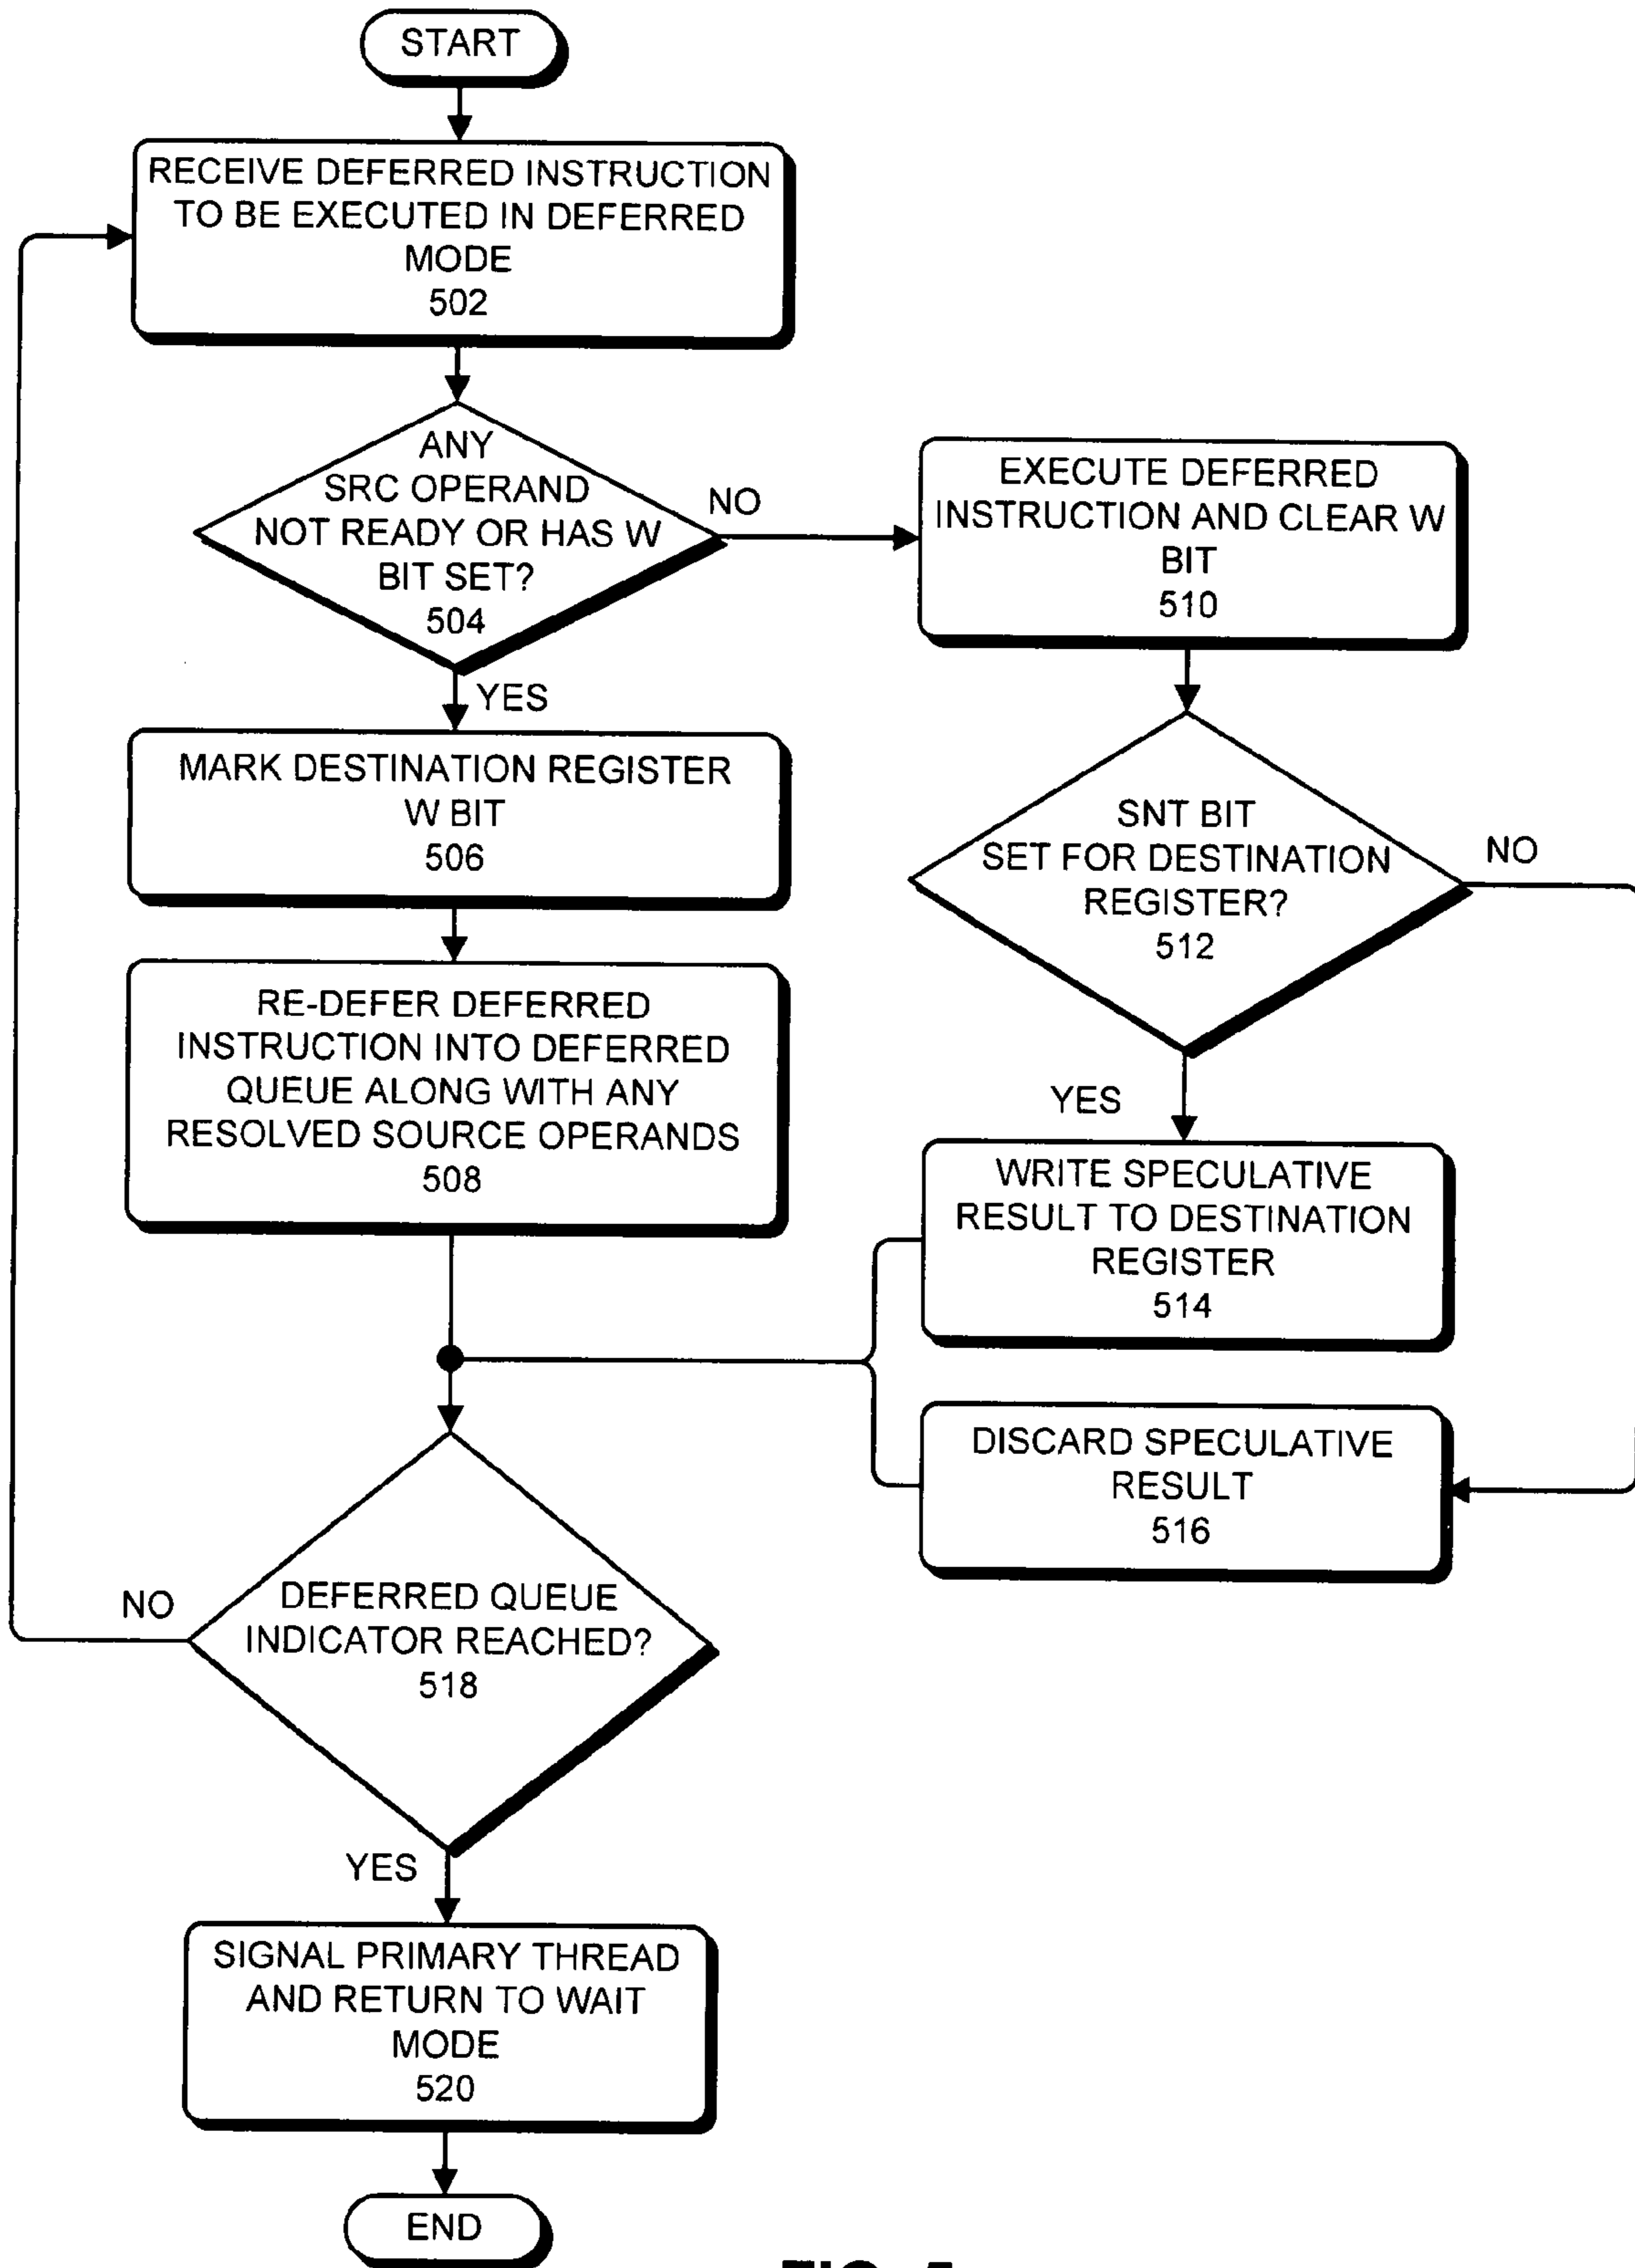 START
RECEIVE DEFERRED INSTRUCTION
TO BE EXECUTED IN DEFERRED
MODE
502
ANY
SRC OPERAND
NOT READY OR HAS W
BIT SET?
504
NO
YES
EXECUTE DEFERRED
INSTRUCTION AND CLEAR W
BIT
510
MARK DESTINATION REGISTER
W BIT
506
SNT BIT
SET FOR DESTINATION
REGISTER?
512
NO
YES
RE-DEFER DEFERRED
INSTRUCTION INTO DEFERRED
QUEUE ALONG WITH ANY
RESOLVED SOURCE OPERANDS
508
WRITE SPECULATIVE
RESULT TO DESTINATION
REGISTER
514
DISCARD SPECULATIVE
RESULT
516
DEFERRED QUEUE
INDICATOR REACHED?
518
NO
YES
SIGNAL PRIMARY THREAD
AND RETURN TO WAIT
MODE
520
END